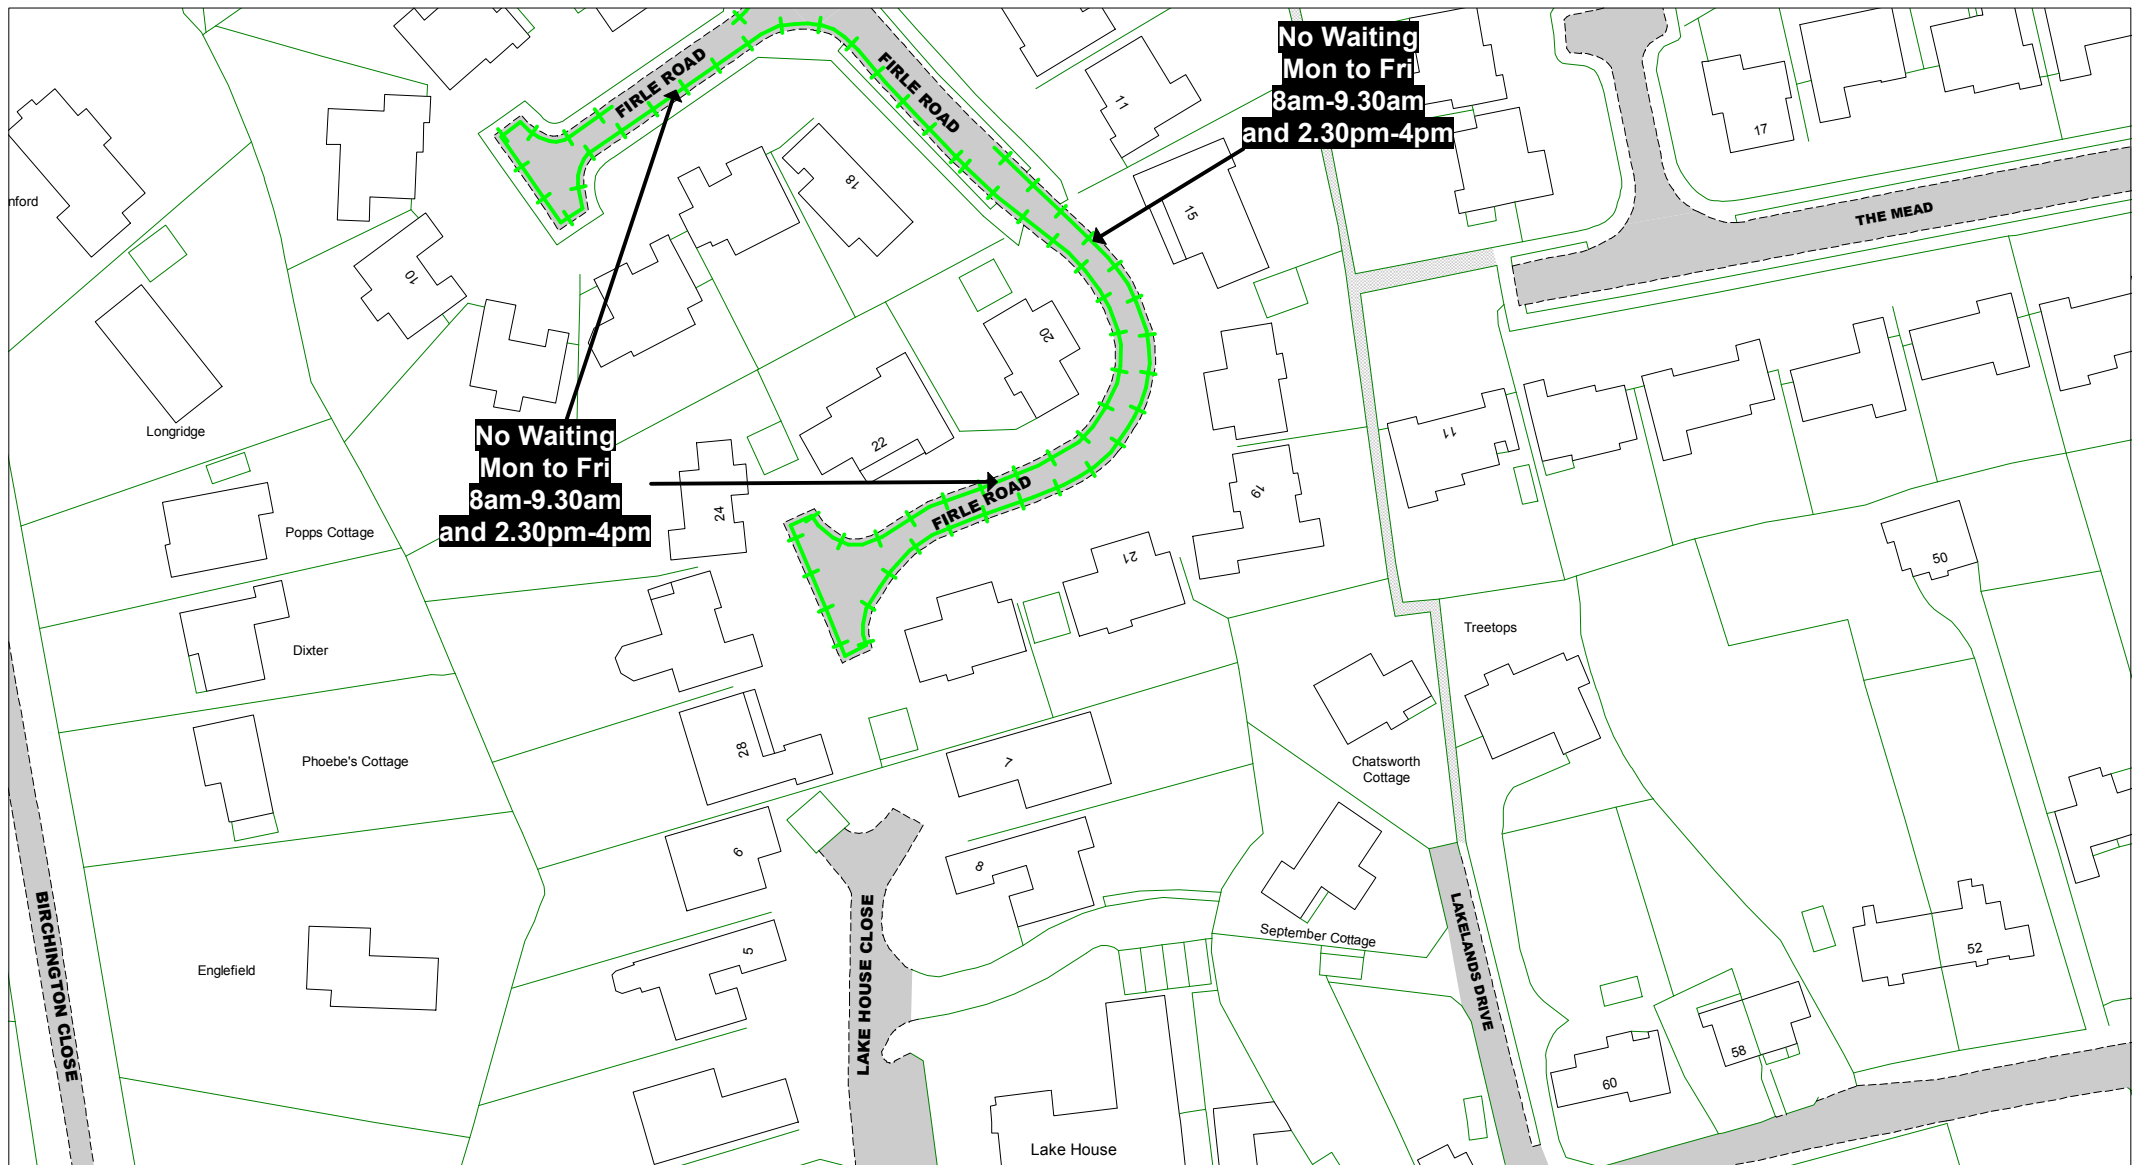 No Waiting
Mon to Fri
8am-9.30am
and 2.30pm-4pm
FIRLE ROAD
FIRLE ROAD
11
17
18
15
nford
THE MEAD
10
20
Longridge
No Waiting
Mon to Fri
8am-9.30am
and 2.30pm-4pm
22
11
24
FIRLE ROAD
19
Popps Cottage
21
50
Treetops
Dixter
Phoebe's Cottage
28
7
Chatsworth
Cottage
6
8
BIRCHINGTON CLOSE
LAKE HOUSE CLOSE
LAKELANDS DRIVE
September Cottage
5
52
Englefield
58
60
Lake House